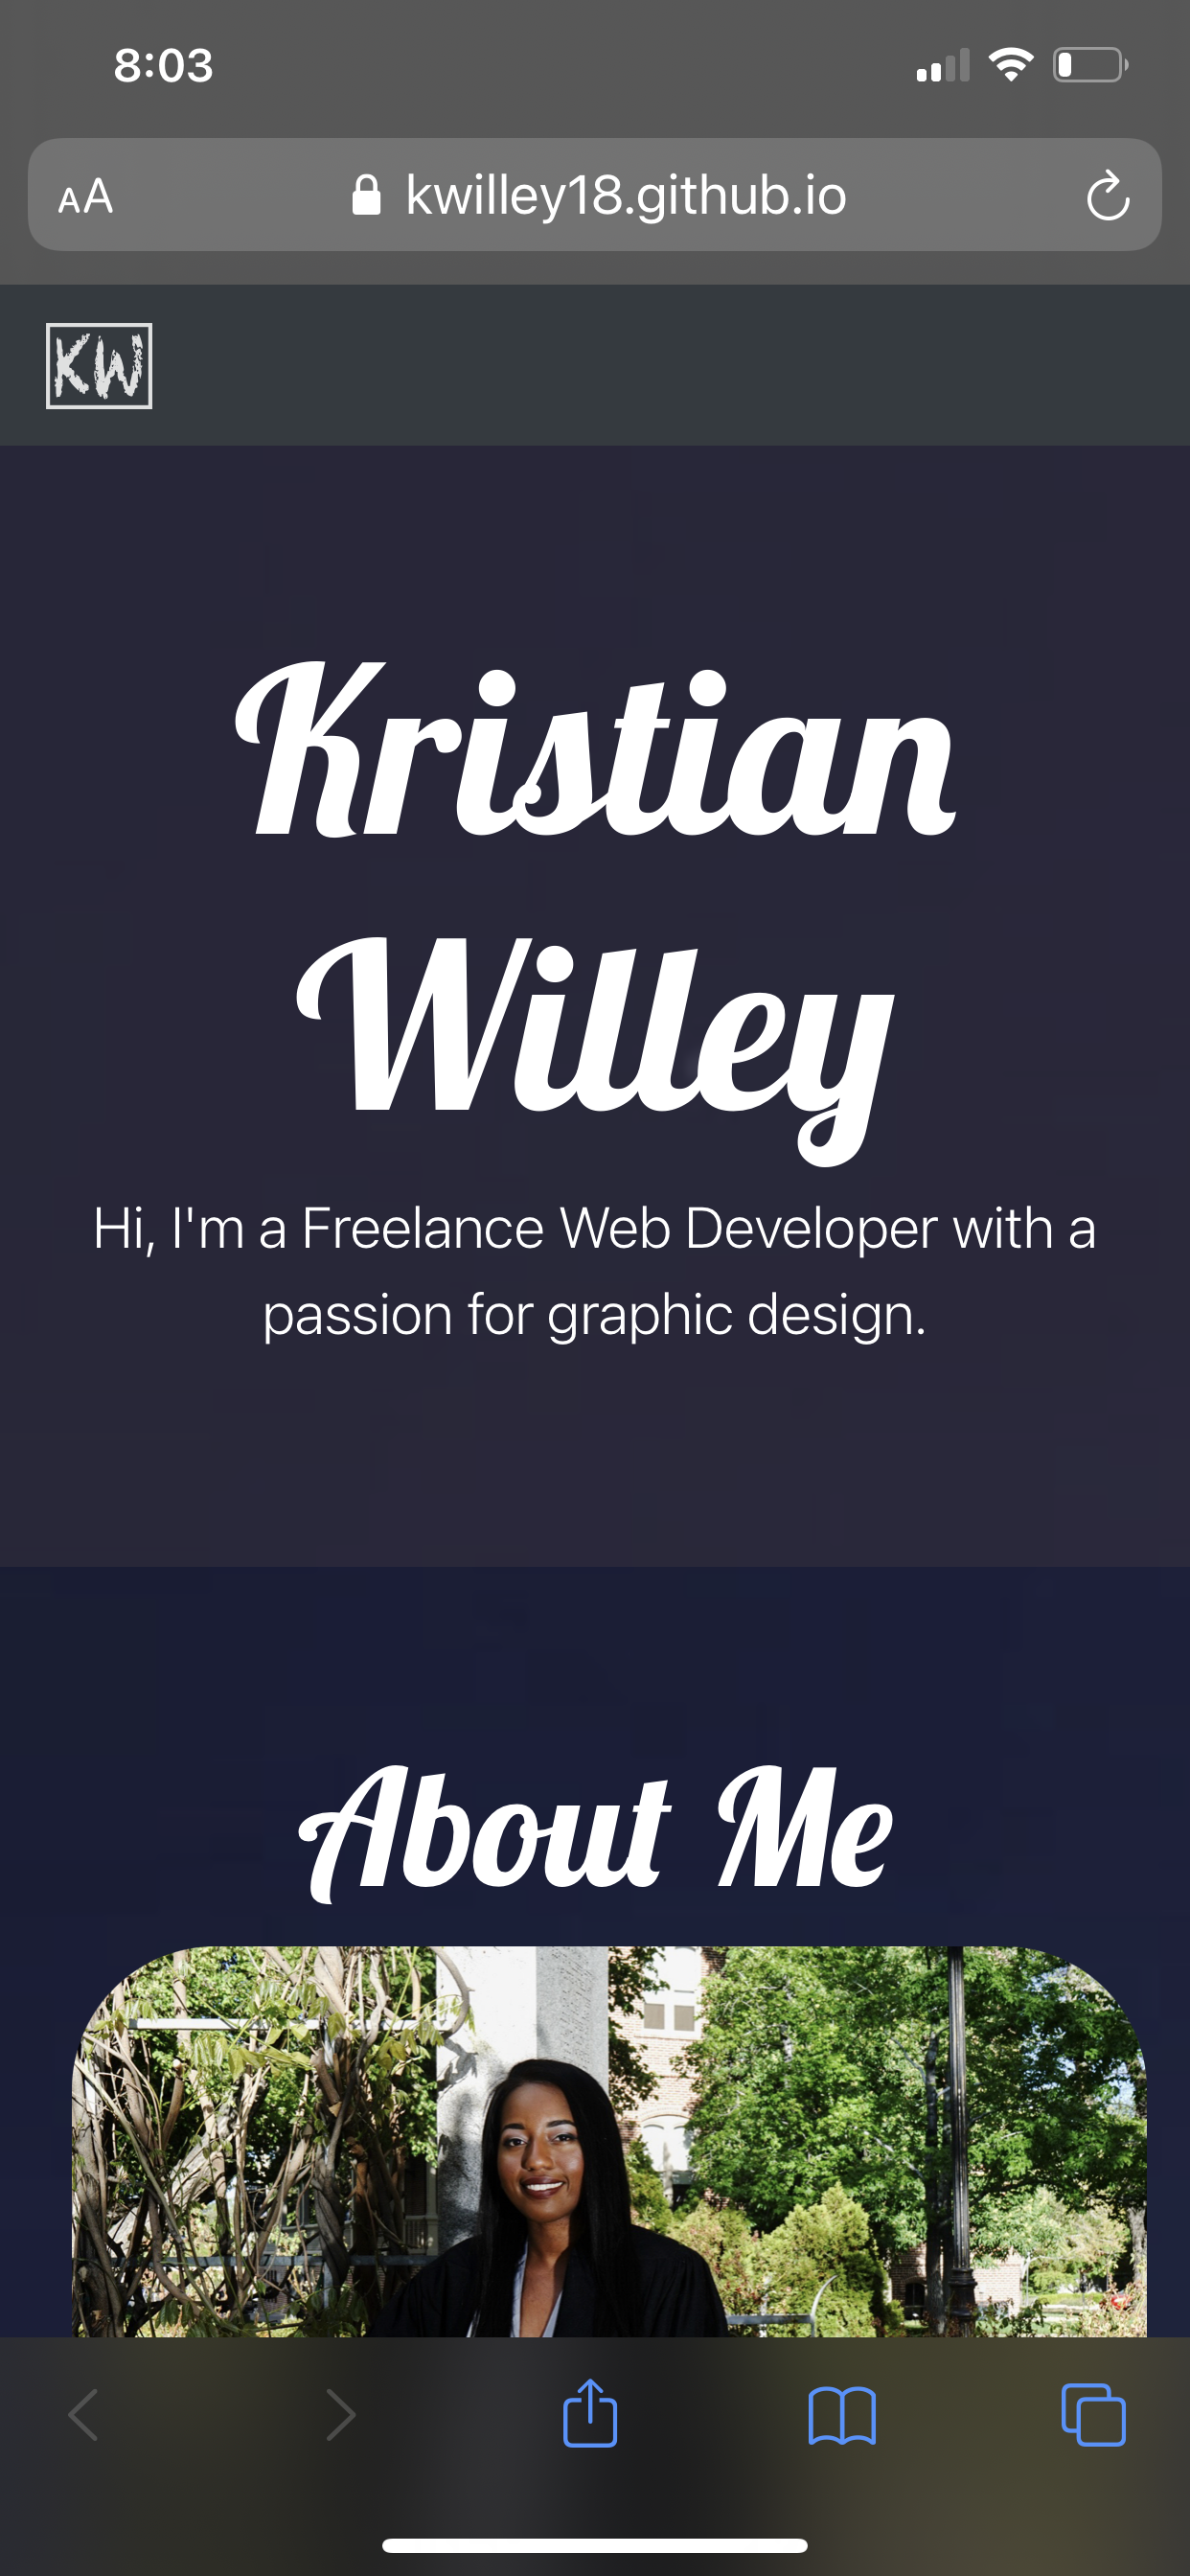 8:03
AA kwilley18.github.io
KW
Kristian
Willey
Hi, I'm a Freelance Web Developer with a
passion for graphic design.
About Me